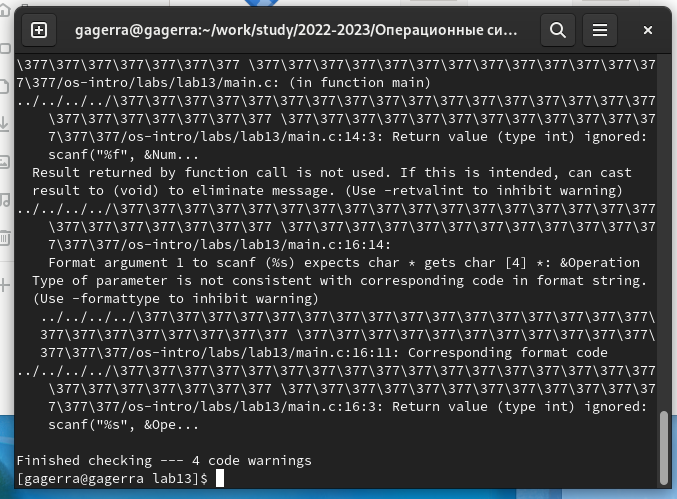 \377\377\377\377\377\377\377 \377\377\377\377\377\377\377\377\377\377\377\377\37
7\377/os-intro/labs/lab13/main.c: (in function main)
../../../../\377\377\377\377\377\377\377\377\377\377\377\377\377\377\377\377\377
\377\377\377\377\377\377\377 \377\377\377\377\377\377\377\377\377\377\377\37
7\377\377/os-intro/labs/lab13/main.c:14:3: Return value (type int) ignored:
scanf("%f", &Num...
Result returned by function call is not used. If this is intended, can cast
result to (void) to eliminate message. (Use -retvalint to inhibit warning)
../../../../\377\377\377\377\377\377\377\377\377\377\377\377\377\377\377\377\377
\377\377\377\377\377\377\377 \377\377\377\377\377\377\377\377\377\377\377\37
7\377\377/os-intro/labs/lab13/main.c:16:14:
Format argument 1 to scanf (%s) expects char * gets char [4] *: &Operation
Type of parameter is not consistent with corresponding code in format string.
(Use -formattype to inhibit warning)
../../../../\377\377\377\377\377\377\377\377\377\377\377\377\377\377\377\377\
377\377\377\377\377\377\377\377 \377\377\377\377\377\377\377\377\377\377\377\
377\377\377/os-intro/labs/lab13/main.c:16:11: Corresponding format code
../../../../\377\377\377\377\377\377\377\377\377\377\377\377\377\377\377\377\377
\377\377\377\377\377\377\377 \377\377\377\377\377\377\377\377\377\377\377\37
7\377\377/os-intro/labs/lab13/main.c:16:3: Return value (type int) ignored:
scanf("%s", &Ope...
Finished checking --- 4 code warnings
[gagerra@gagerra lab13]$
gagerra@gagerra:~/work/study/2022-2023/Операционные си...